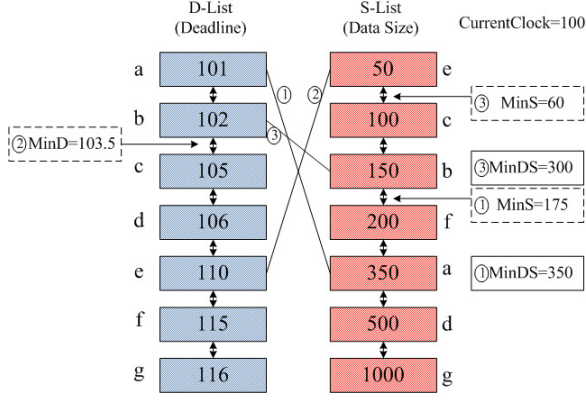 D-List S-List
(Deadline) (Data Size) CurrentClock=100
a 101 50 e
① ② ③ MinS=60
b 102 100 c
②MinD=103.5 ③
c 105 150 b ③MinDS=300
① MinS=175
d 106 200 f
e 110 350 a ①MinDS=350
f 115 500 d
g 116 1000 g